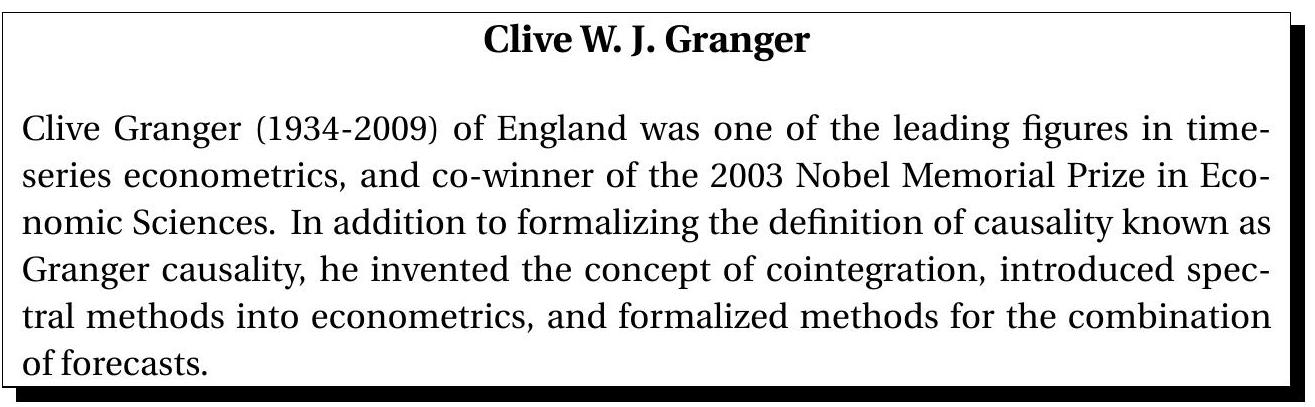 Clive W. J. Granger
Clive Granger (1934-2009) of England was one of the leading figures in time-
series econometrics, and co-winner of the 2003 Nobel Memorial Prize in Eco-
nomic Sciences. In addition to formalizing the definition of causality known as
Granger causality, he invented the concept of cointegration, introduced spec-
tral methods into econometrics, and formalized methods for the combination
of forecasts.